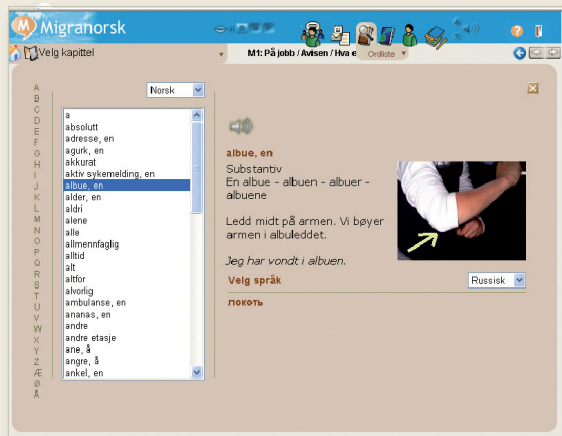 Migranorsk
Velg kapittel
M1: På jobb / Avisen / Hva e
Ordliste
A
B
C
D
E
F
G
H
I
J
K
L
M
N
O
P
Q
R
S
T
U
V
W
X
Y
Z
Æ
Ø
Å
Norsk
a
absolutt
adresse, en
agurk, en
akkurat
aktiv sykemelding, en
albue, en
alder, en
aldri
alene
alle
allmennfaglig
alltid
alt
altfor
alvorlig
ambulanse, en
ananas, en
andre
andre etasje
ane, å
angre, å
ankel, en
albue, en
Substantiv
En albue - albuen - albuer -
albuene
Ledd midt på armen. Vi bøyer
armen i albuleddet.
Jeg har vondt i albuen.
Velg språk
Russisk
локоть